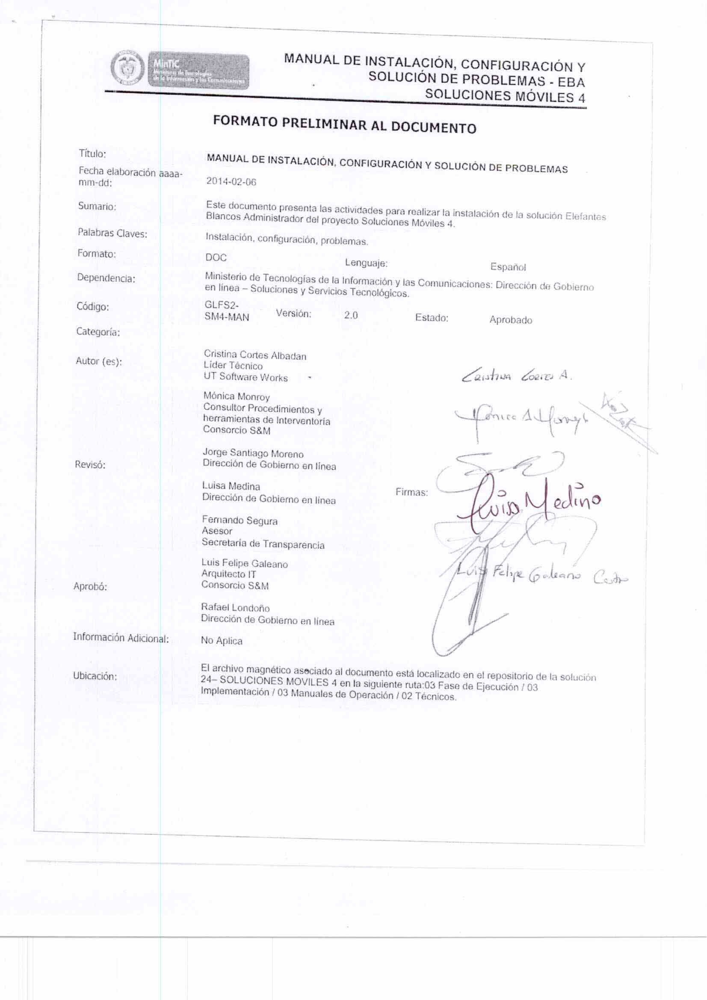 MinTIC
Ministerio de Tecnologías
de la Información y las Comunicaciones
MANUAL DE INSTALACIÓN, CONFIGURACIÓN Y
SOLUCIÓN DE PROBLEMAS - EBA
SOLUCIONES MÓVILES 4
FORMATO PRELIMINAR AL DOCUMENTO
Título:
MANUAL DE INSTALACIÓN, CONFIGURACIÓN Y SOLUCIÓN DE PROBLEMAS
Fecha elaboración aaaa-
mm-dd:
2014-02-06
Sumario:
Este documento presenta las actividades para realizar la instalación de la solución Elefantes
Blancos Administrador del proyecto Soluciones Móviles 4.
Palabras Claves:
Instalación, configuración, problemas.
Formato:
DOC
Lenguaje:
Español
Dependencia:
Ministerio de Tecnologías de la Información y las Comunicaciones: Dirección de Gobierno
en línea – Soluciones y Servicios Tecnológicos.
Código:
GLFS2-
SM4-MAN
Versión:
2.0
Estado:
Aprobado
Categoría:
Autor (es):
Cristina Cortes Albadan
Líder Técnico
UT Software Works
Cristina Cortes A.
Mónica Monroy
Consultor Procedimientos y
herramientas de Interventoría
Consorcio S&M
Mónica A Monroy
Revisó:
Jorge Santiago Moreno
Dirección de Gobierno en línea
Luisa Medina
Dirección de Gobierno en línea
Firmas:
Luisa Medina
Fernando Segura
Asesor
Secretaría de Transparencia
Luis Felipe Galeano
Arquitecto IT
Consorcio S&M
Luis Felipe Galeano Castro
Aprobó:
Rafael Londoño
Dirección de Gobierno en línea
Información Adicional:
No Aplica
Ubicación:
El archivo magnético asociado al documento está localizado en el repositorio de la solución
24– SOLUCIONES MOVILES 4 en la siguiente ruta:03 Fase de Ejecución / 03
Implementación / 03 Manuales de Operación / 02 Técnicos.